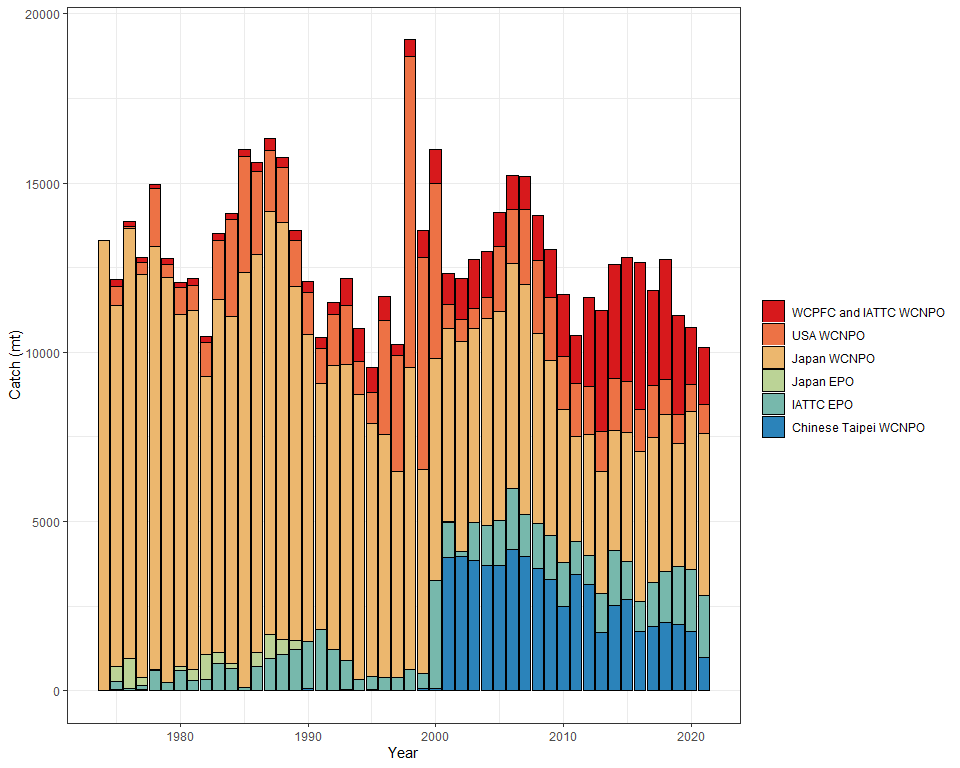 20000
15000
10000
5000
0
Catch (mt)
1980
1990
2000
2010
2020
Year
WCPFC and IATTC WCNPO
USA WCNPO
Japan WCNPO
Japan EPO
IATTC EPO
Chinese Taipei WCNPO